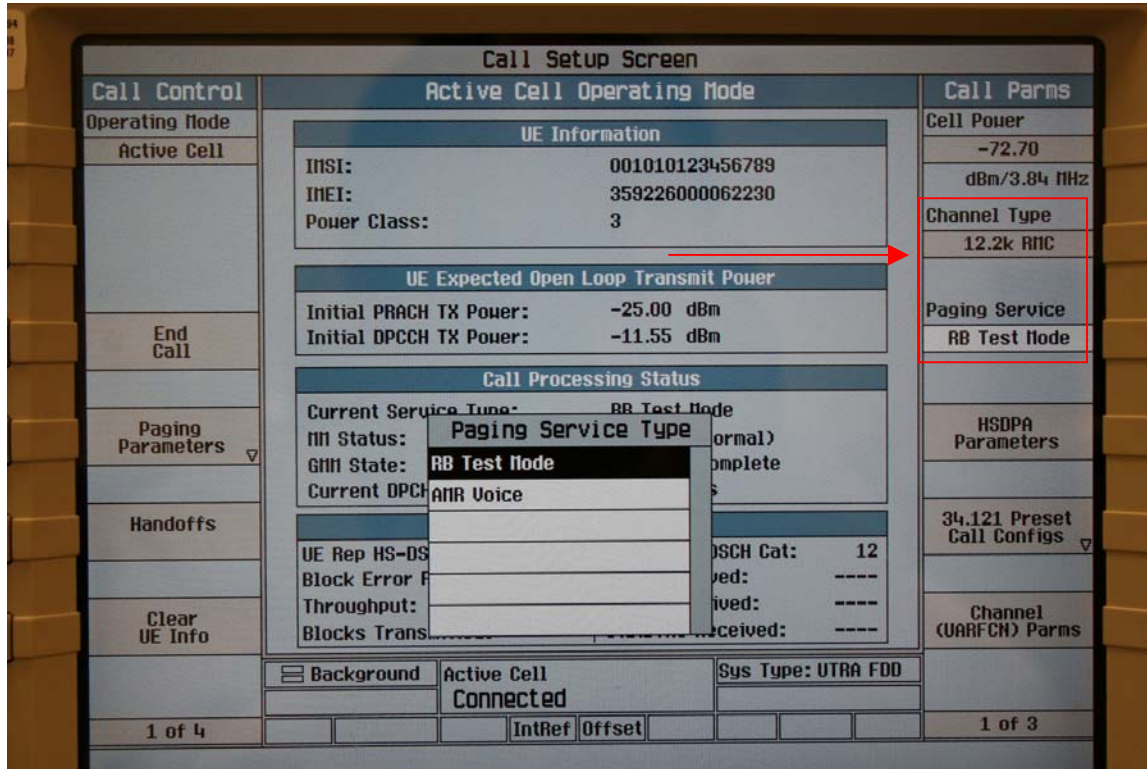 Call Setup Screen
Call Control
Operating Mode
Active Cell
End
Call
Paging
Parameters
Handoffs
Clear
UE Info
1 of 4
Active Cell Operating Mode
UE Information
IMSI: 001010123456789
IMEI: 359226000062230
Power Class: 3
UE Expected Open Loop Transmit Power
Initial PRACH TX Power: -25.00 dBm
Initial DPCCH TX Power: -11.55 dBm
Call Processing Status
Current Service Type: RB Test Mode
MM Status: ormal)
GMM State: omplete
Current DPCH
Paging Service Type
RB Test Mode
AMR Voice
UE Rep HS-DS DSCH Cat: 12
Block Error ved: ----
Throughput: ived: ----
Blocks Trans ceived: ----
Background
Active Cell
Connected
Sys Type: UTRA FDD
IntRef Offset
Call Parms
Cell Power
-72.70
dBm/3.84 MHz
Channel Type
12.2k RMC
Paging Service
RB Test Mode
HSDPA
Parameters
34.121 Preset
Call Configs
Channel
(UARFCN) Parms
1 of 3